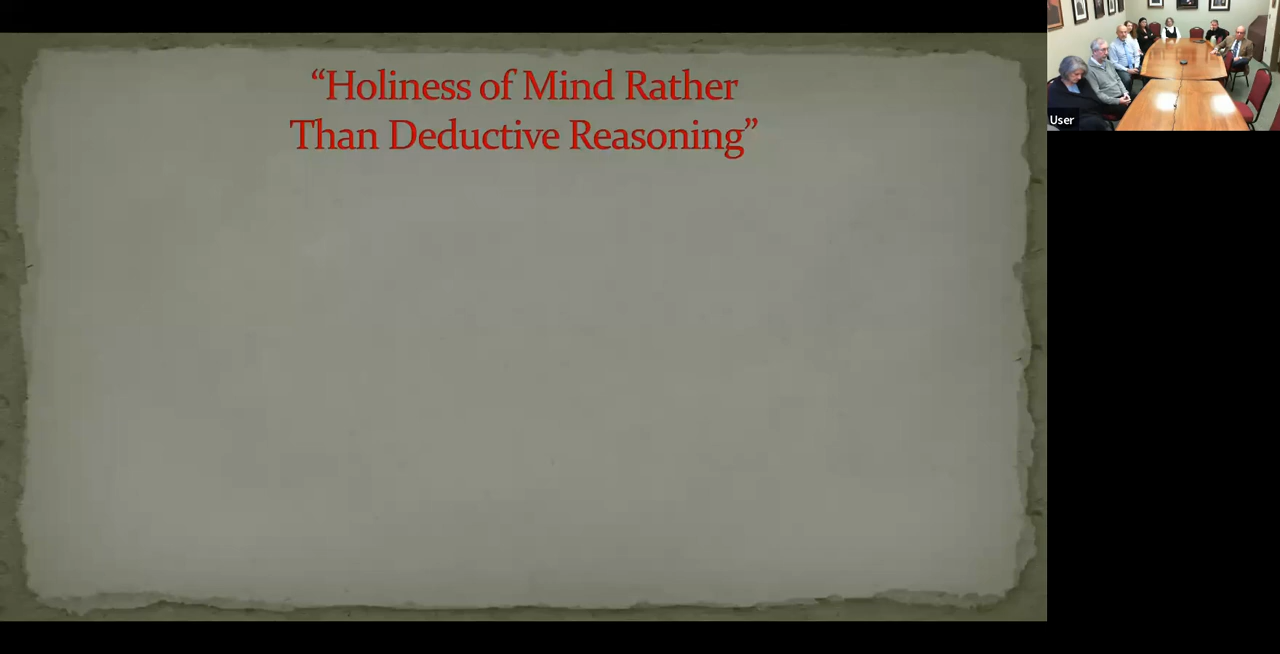 “Holiness of Mind Rather
Than Deductive Reasoning”
User